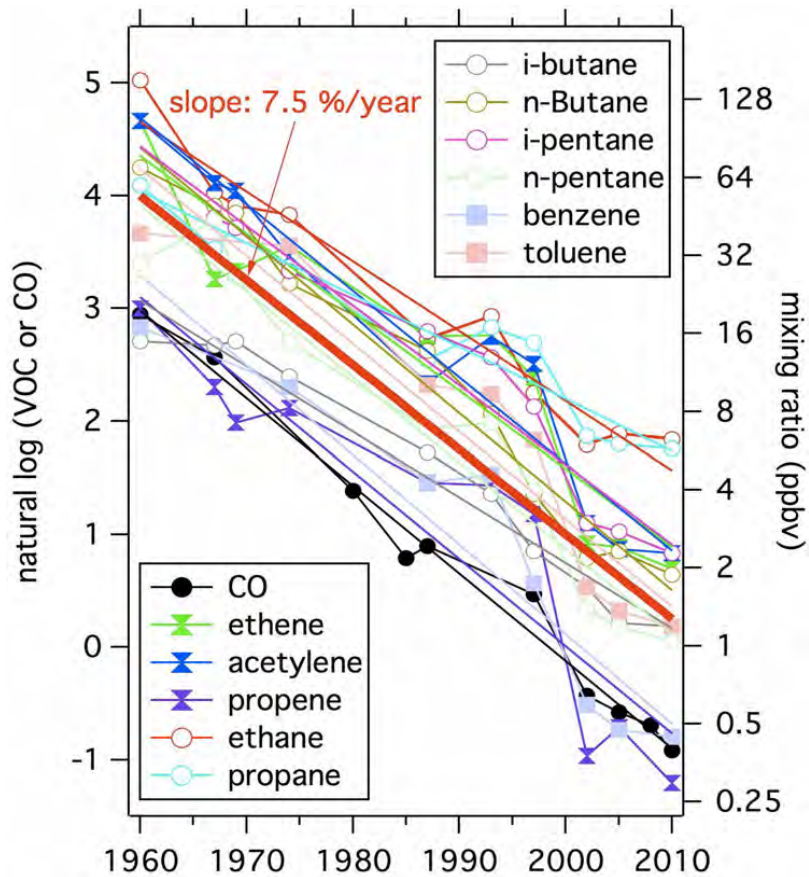 slope: 7.5 %/year
i-butane
n-Butane
i-pentane
n-pentane
benzene
toluene
CO
ethene
acetylene
propene
ethane
propane
natural log (VOC or CO)
5
4
3
2
1
0
-1
mixing ratio (ppbv)
128
64
32
16
8
4
2
1
0.5
0.25
1960 1970 1980 1990 2000 2010